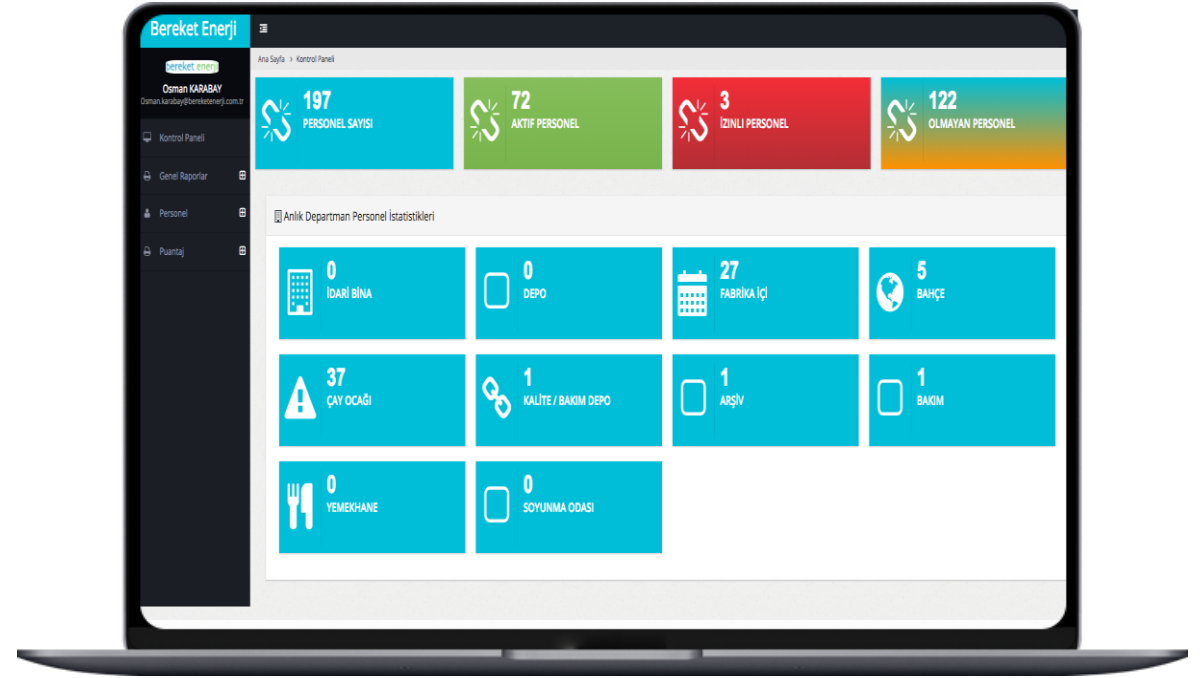 Bereket Enerji
bereket enerji
Osman KARABAY
Osman.karabay@bereketenerji.com.tr
Kontrol Paneli
Genel Raporlar
Personel
Puantaj
Ana Sayfa > Kontrol Paneli
197
PERSONEL SAYISI
72
AKTIF PERSONEL
3
İZINLI PERSONEL
122
OLMAYAN PERSONEL
Anlık Departman Personel İstatistikleri
0
İDARİ BİNA
0
DEPO
27
FABRİKA İÇİ
5
BAHÇE
37
ÇAY OCAĞI
1
KALİTE / BAKIM DEPO
1
ARŞİV
1
BAKIM
0
YEMEKHANE
0
SOYUNMA ODASI